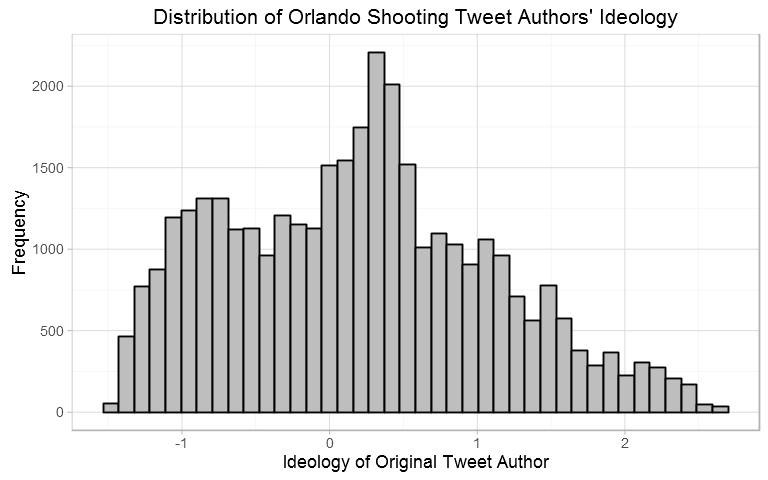 Distribution of Orlando Shooting Tweet Authors' Ideology
Frequency
2000
1500
1000
500
0
-1 0 1 2
Ideology of Original Tweet Author